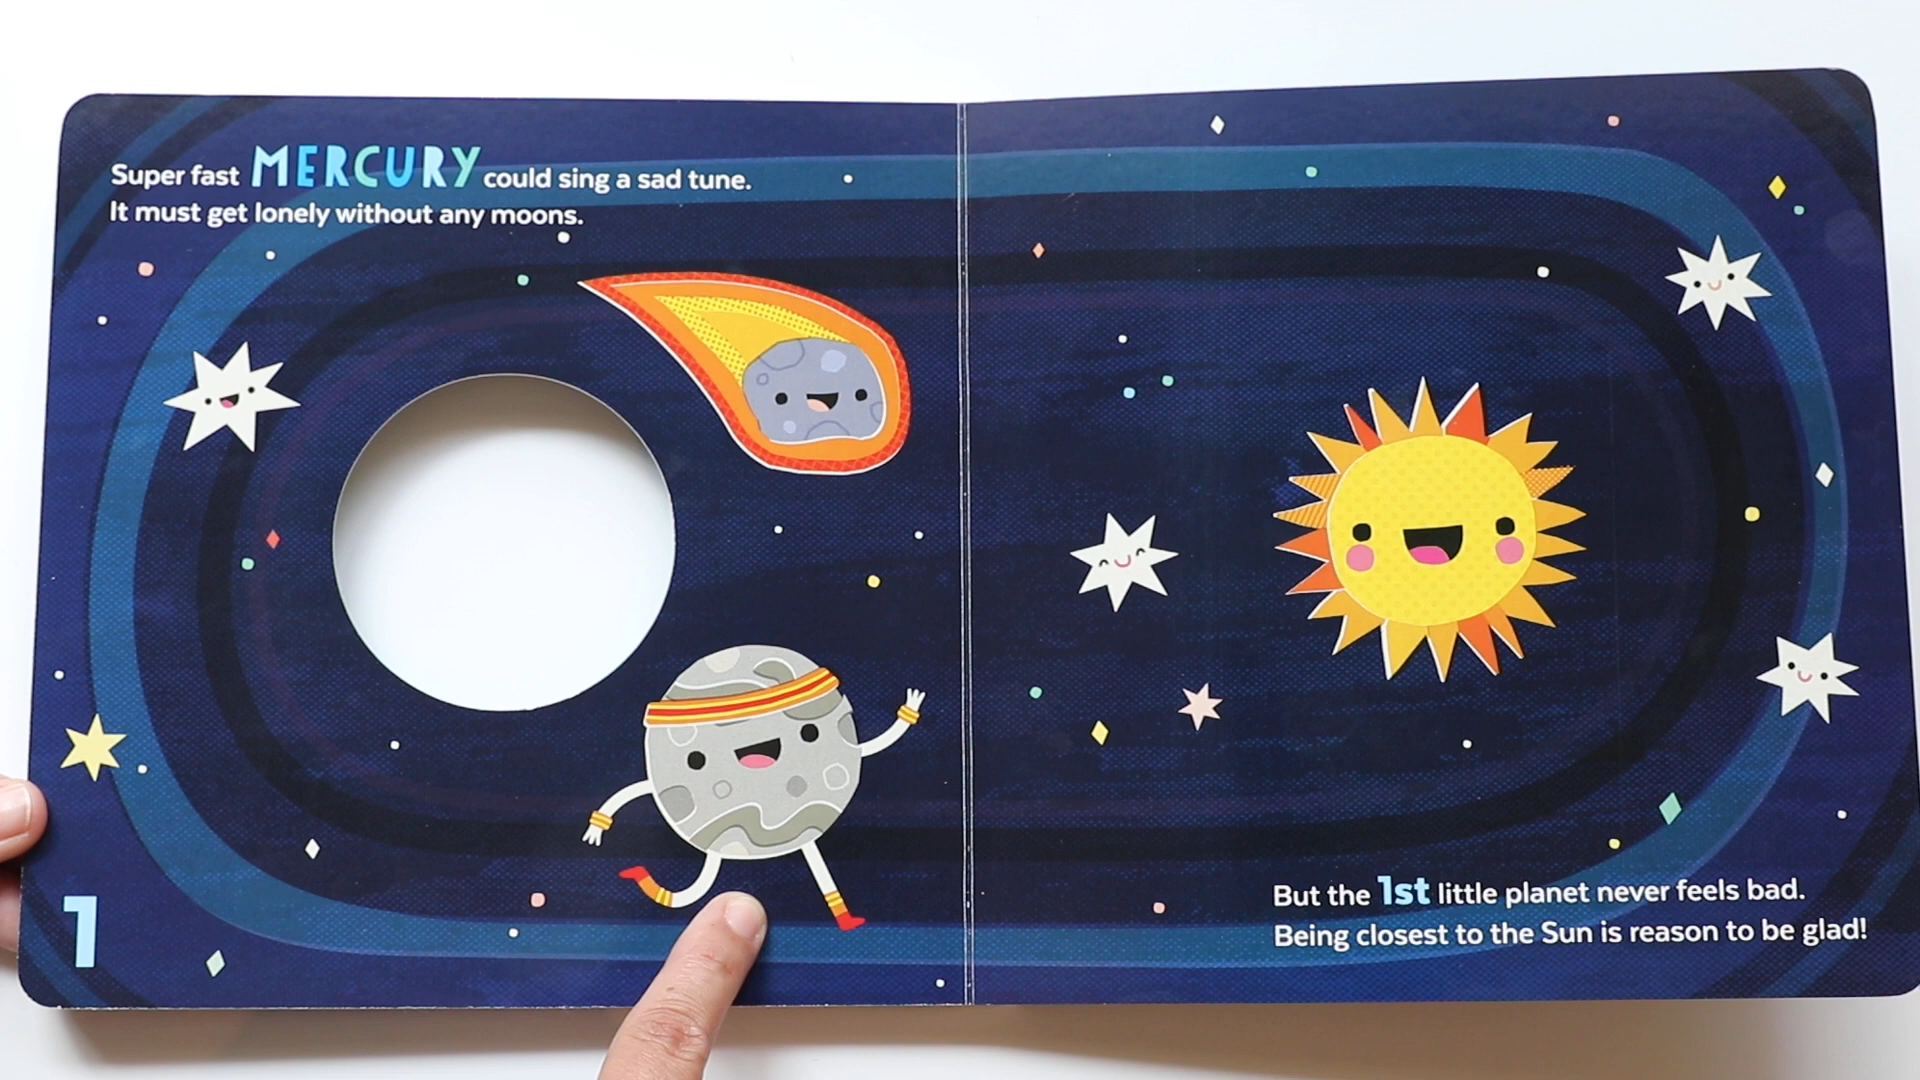 Super fast MERCURY could sing a sad tune.
It must get lonely without any moons.
1
But the 1st little planet never feels bad.
Being closest to the Sun is reason to be glad!